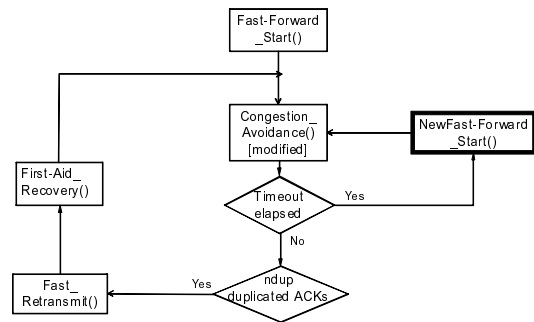 Fast-Forward
_Start()
Congestion_
Avoidance()
[modified]
NewFast-Forward
_Start()
First-Aid_
Recovery()
Timeout
elapsed
Yes
No
Fast_
Retransmit()
Yes
ndup
duplicated ACKs